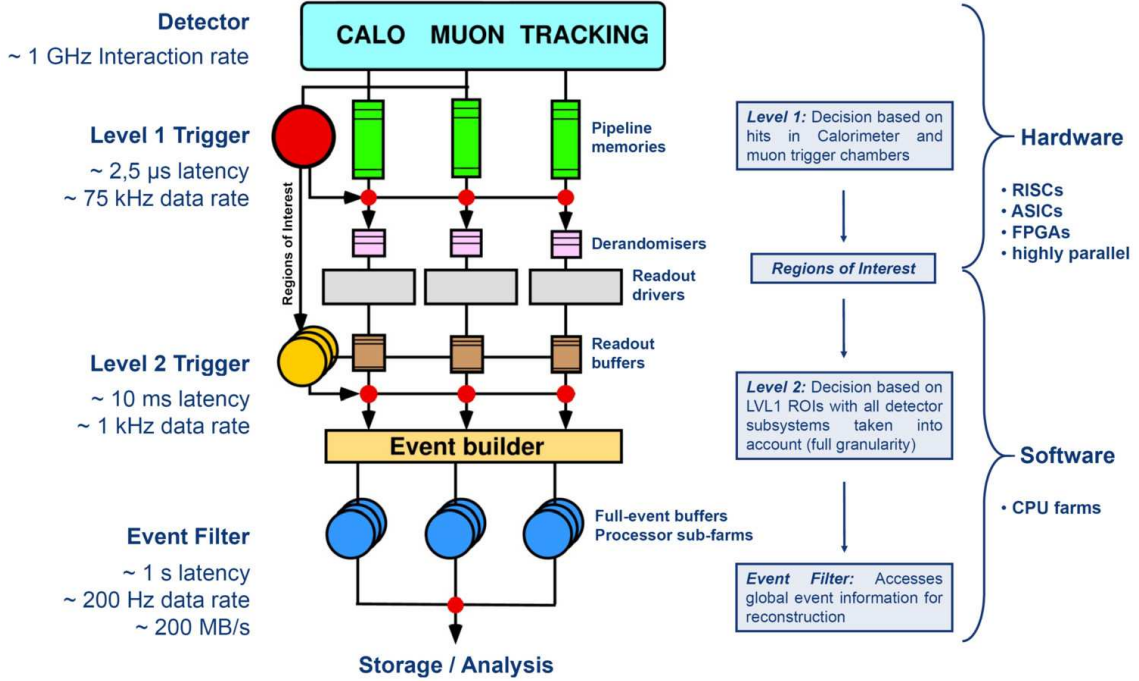 Detector
~ 1 GHz Interaction rate
CALO MUON TRACKING
Level 1 Trigger
~ 2,5 µs latency
~ 75 kHz data rate
Pipeline
memories
Regions of Interest
Derandomisers
Readout
drivers
Readout
buffers
Level 2 Trigger
~ 10 ms latency
~ 1 kHz data rate
Event builder
Full-event buffers
Processor sub-farms
Event Filter
~ 1 s latency
~ 200 Hz data rate
~ 200 MB/s
Storage / Analysis
Level 1: Decision based on
hits in Calorimeter and
muon trigger chambers
Regions of Interest
Level 2: Decision based on
LVL1 ROIs with all detector
subsystems taken into
account (full granularity)
Event Filter: Accesses
global event information for
reconstruction
Hardware
• RISCs
• ASICs
• FPGAs
• highly parallel
Software
• CPU farms